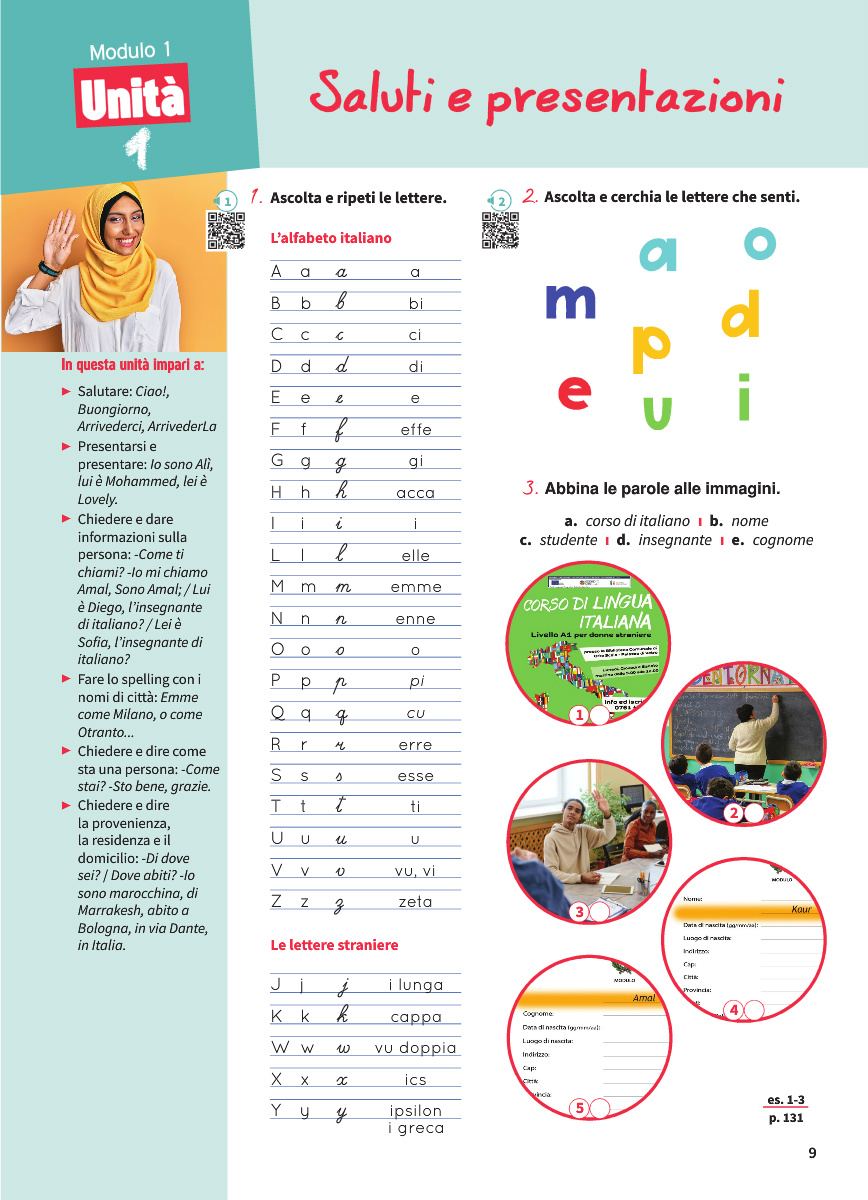 Modulo 1
Unità
1
Saluti e presentazioni
In questa unità impari a:
▶ Salutare: Ciao!,
Buongiorno,
Arrivederci, ArrivederLa
▶ Presentarsi e
presentare: Io sono Alì,
lui è Mohammed, lei è
Lovely.
▶ Chiedere e dare
informazioni sulla
persona: -Come ti
chiami? -Io mi chiamo
Amal, Sono Amal; / Lui
è Diego, l'insegnante
di italiano? / Lei è
Sofia, l'insegnante di
italiano?
▶ Fare lo spelling con i
nomi di città: Emme
come Milano, o come
Otranto...
▶ Chiedere e dire come
sta una persona: -Come
stai? -Sto bene, grazie.
▶ Chiedere e dire
la provenienza,
la residenza e il
domicilio: -Di dove
sei? / Dove abiti? -Io
sono marocchina, di
Marrakesh, abito a
Bologna, in via Dante,
in Italia.
1
1. Ascolta e ripeti le lettere.
L'alfabeto italiano
A a a a
B b b bi
C c c ci
D d d di
E e e e
F f f effe
G g g gi
H h h acca
I i i i
L l l elle
M m m emme
N n n enne
O o o o
P p p pi
Q q q cu
R r r erre
S s s esse
T t t ti
U u u u
V v v vu, vi
Z z z zeta
Le lettere straniere
J j j i lunga
K k k cappa
W w w vu doppia
X x x ics
Y y y ipsilon
i greca
2
2. Ascolta e cerchia le lettere che senti.
a o
m p d
e u i
3. Abbina le parole alle immagini.
a. corso di italiano ı b. nome
c. studente ı d. insegnante ı e. cognome
CORSO DI LINGUA
ITALIANA
Livello A1 per donne straniere
presso la Biblioteca Comunale di
1
2
3
MODULO
Nome:
Kaur
Data di nascita (gg/mm/aa):
Luogo di nascita:
Indirizzo:
Cap:
Città:
Provincia:
4
MODULO
Amal
Cognome:
Data di nascita (gg/mm/aa):
Luogo di nascita:
Indirizzo:
Cap:
Città:
5
es. 1-3
p. 131
9